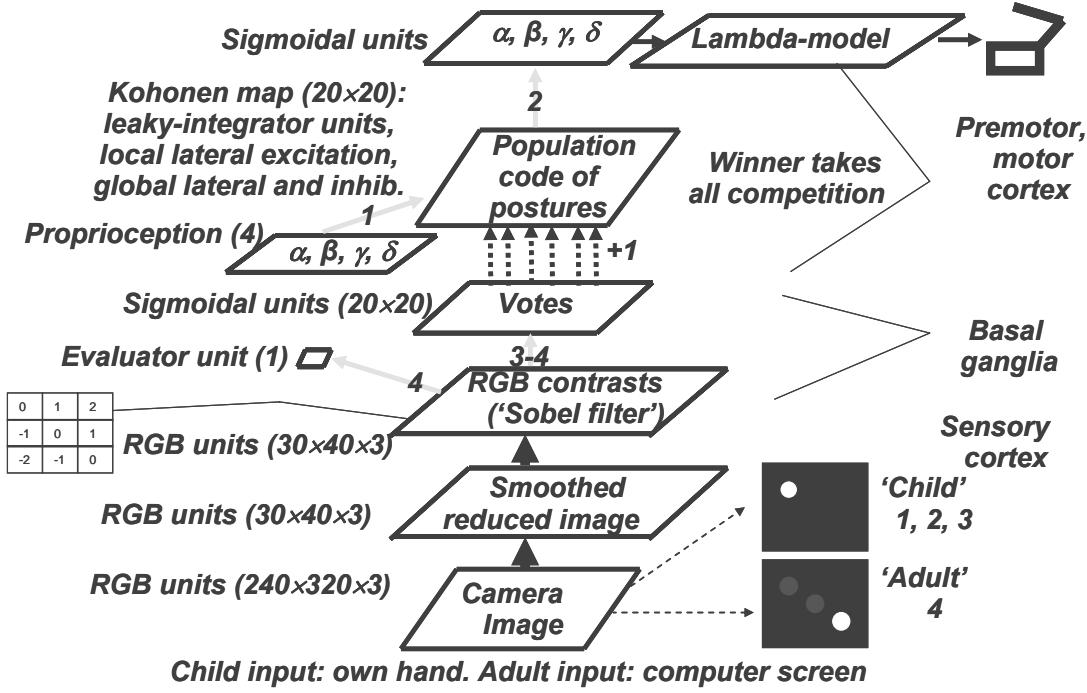 Sigmoidal units
α, β, γ, δ
Lambda-model
Kohonen map (20×20):
leaky-integrator units,
local lateral excitation,
global lateral and inhib.
2
Population
code of
postures
Winner takes
all competition
Premotor,
motor
cortex
1
Proprioception (4)
α, β, γ, δ
+1
Sigmoidal units (20×20)
Votes
Basal
ganglia
Evaluator unit (1)
3-4
4
RGB contrasts
(‘Sobel filter’)
0 1 2
-1 0 1
-2 -1 0
RGB units (30×40×3)
Sensory
cortex
RGB units (30×40×3)
Smoothed
reduced image
‘Child’
1, 2, 3
RGB units (240×320×3)
Camera
Image
‘Adult’
4
Child input: own hand. Adult input: computer screen